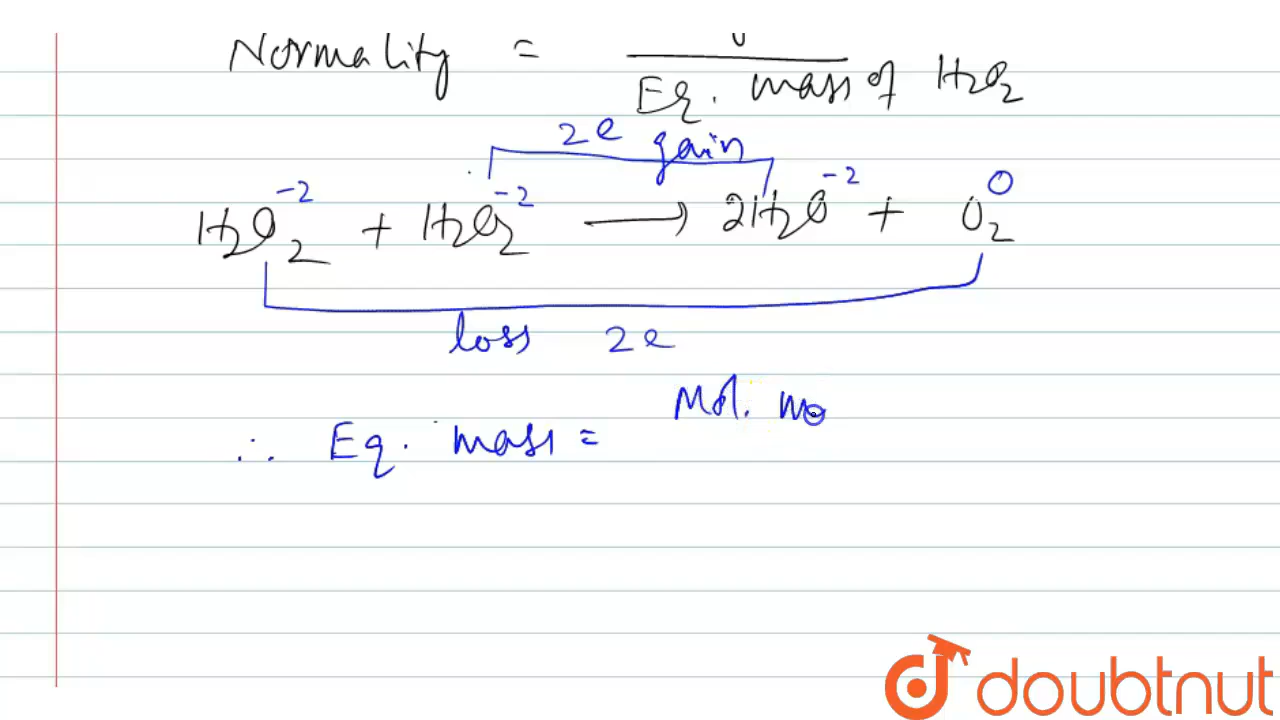 Normality =
Eq. mass of H2O2
2e gain
-2 -2 -2 0
H2O2 + H2O2 ⟶ 2H2O + O2
loss 2e
Mol. ma
∴ Eq. mass =
doubtnut